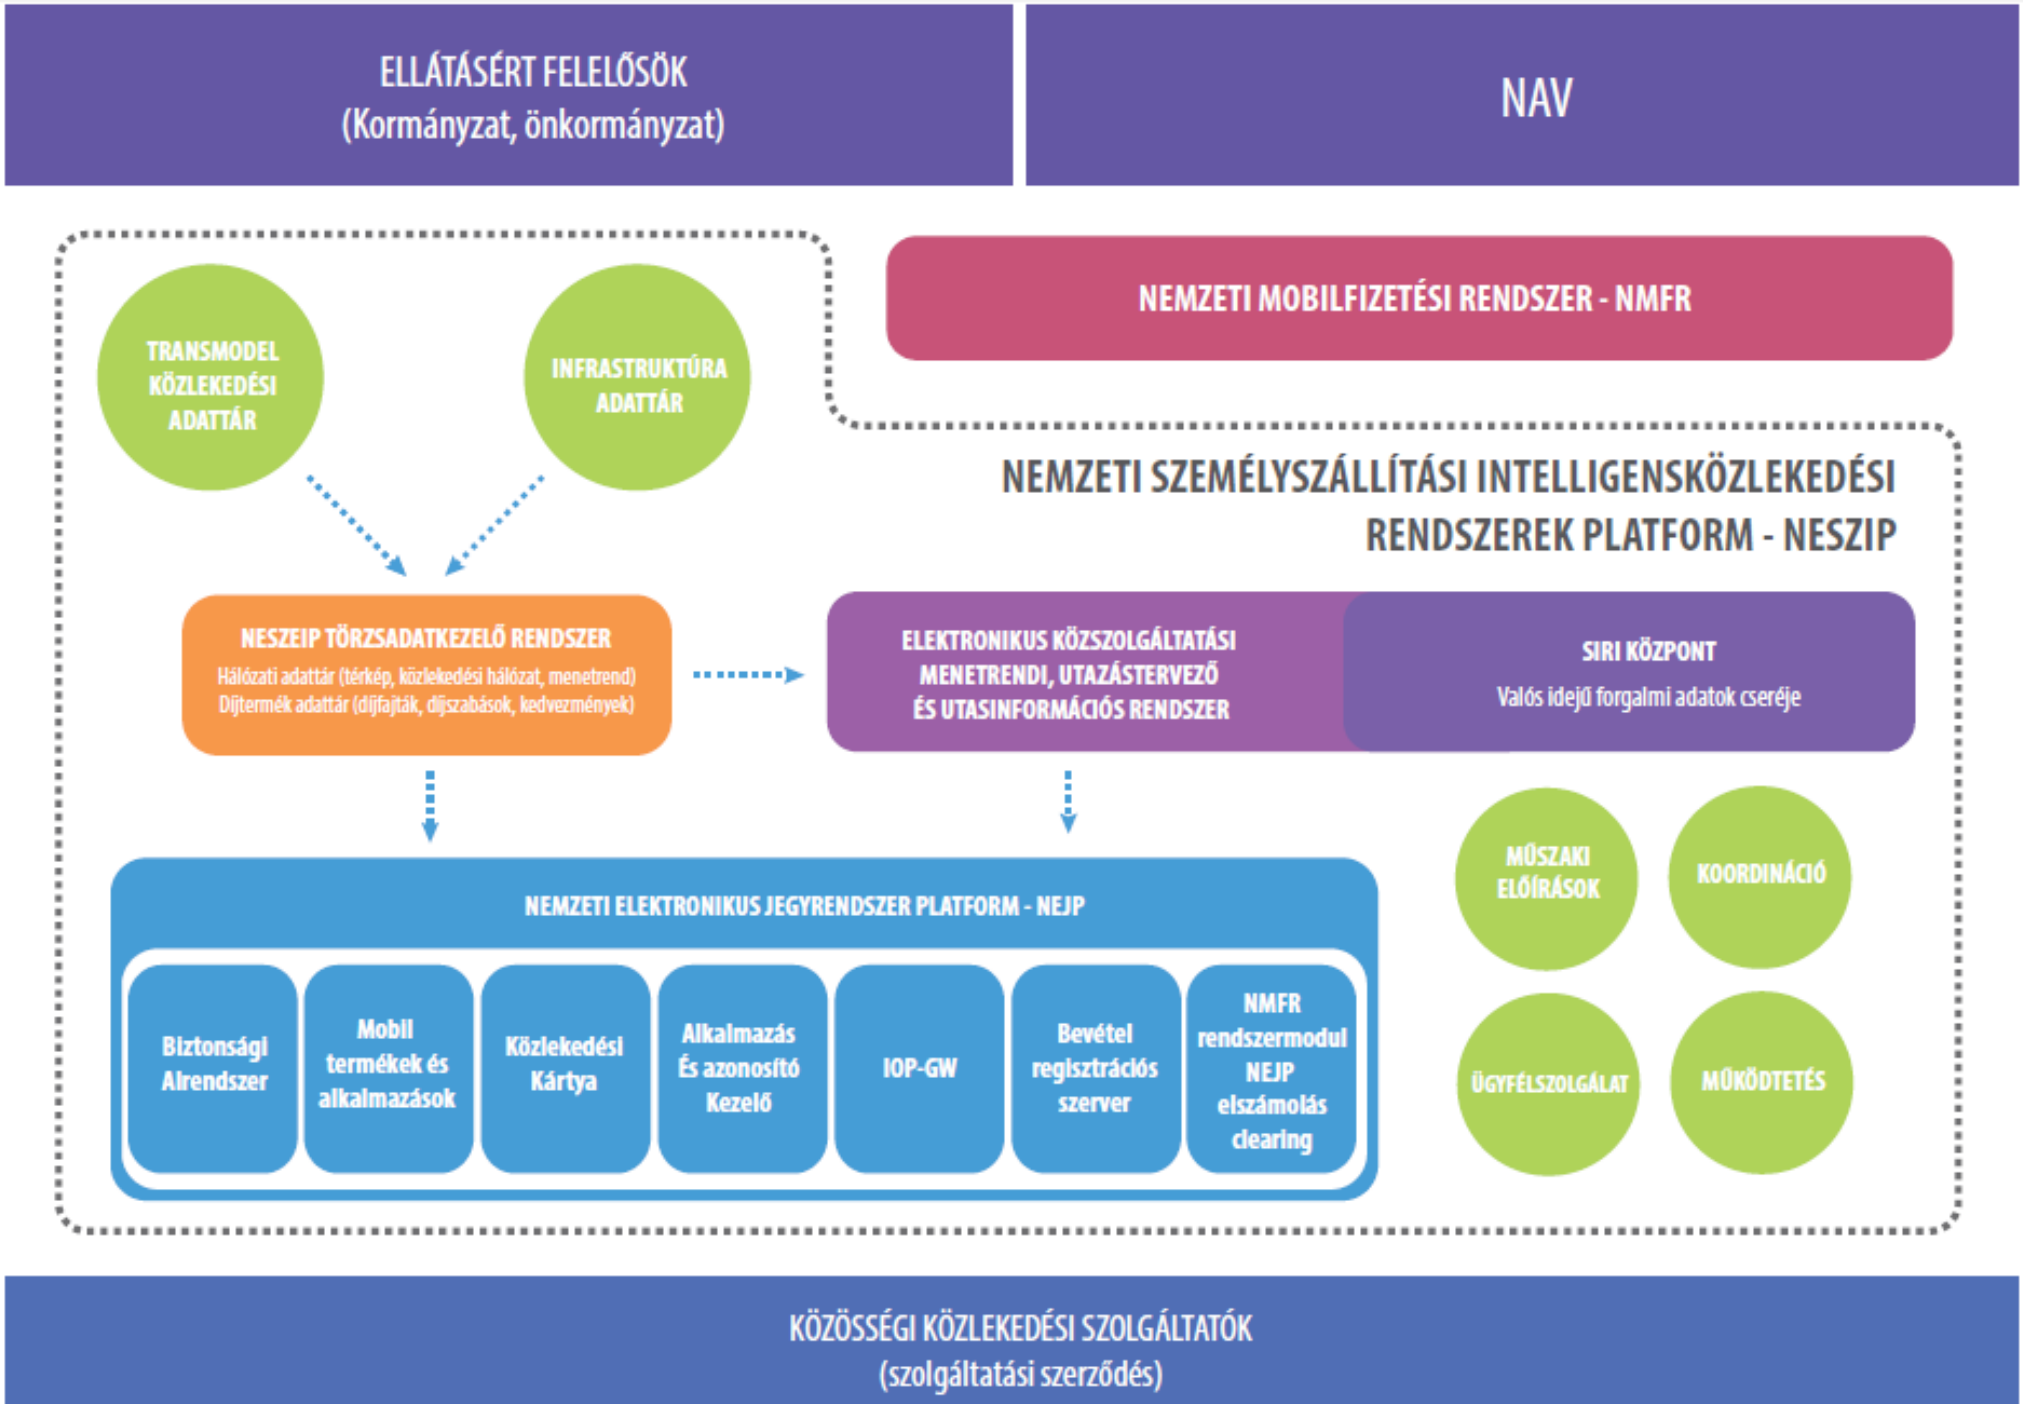 ELLÁTÁSÉRT FELELŐSÖK
(Kormányzat, önkormányzat)
NAV
NEMZETI MOBILFIZETÉSI RENDSZER - NMFR
TRANSMODEL
KÖZLEKEDÉSI
ADATTÁR
INFRASTRUKTÚRA
ADATTÁR
NEMZETI SZEMÉLYSZÁLLÍTÁSI INTELLIGENSKÖZLEKEDÉSI
RENDSZEREK PLATFORM - NESZIP
NESZEIP TÖRZSADATKEZELŐ RENDSZER
Hálózati adattár (térkép, közlekedési hálózat, menetrend)
Díjtermék adattár (díjfajták, díjszabások, kedvezmények)
ELEKTRONIKUS KÖZSZOLGÁLTATÁSI
MENETRENDI, UTAZÁSTERVEZŐ
ÉS UTASINFORMÁCIÓS RENDSZER
SIRI KÖZPONT
Valós idejű forgalmi adatok cseréje
NEMZETI ELEKTRONIKUS JEGYRENDSZER PLATFORM - NEJP
Biztonsági
Alrendszer
Mobil
termékek és
alkalmazások
Közlekedési
Kártya
Alkalmazás
És azonosító
Kezelő
IOP-GW
Bevétel
regisztrációs
szerver
NMFR
rendszermodul
NEJP
elszámolás
clearing
MŰSZAKI
ELŐÍRÁSOK
KOORDINÁCIÓ
ÜGYFÉLSZOLGÁLAT
MŰKÖDTETÉS
KÖZÖSSÉGI KÖZLEKEDÉSI SZOLGÁLTATÓK
(szolgáltatási szerződés)